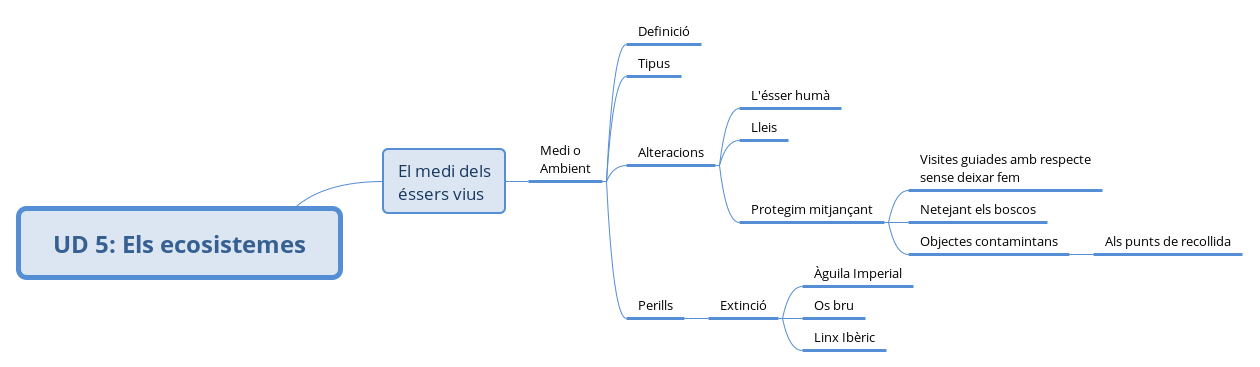 UD 5: Els ecosistemes
El medi dels
éssers vius
Medi o
Ambient
Definició
Tipus
Alteracions
L'ésser humà
Lleis
Protegim mitjançant
Visites guiades amb respecte
sense deixar fem
Netejant els boscos
Objectes contamintans
Als punts de recollida
Perills
Extinció
Àguila Imperial
Os bru
Linx Ibèric